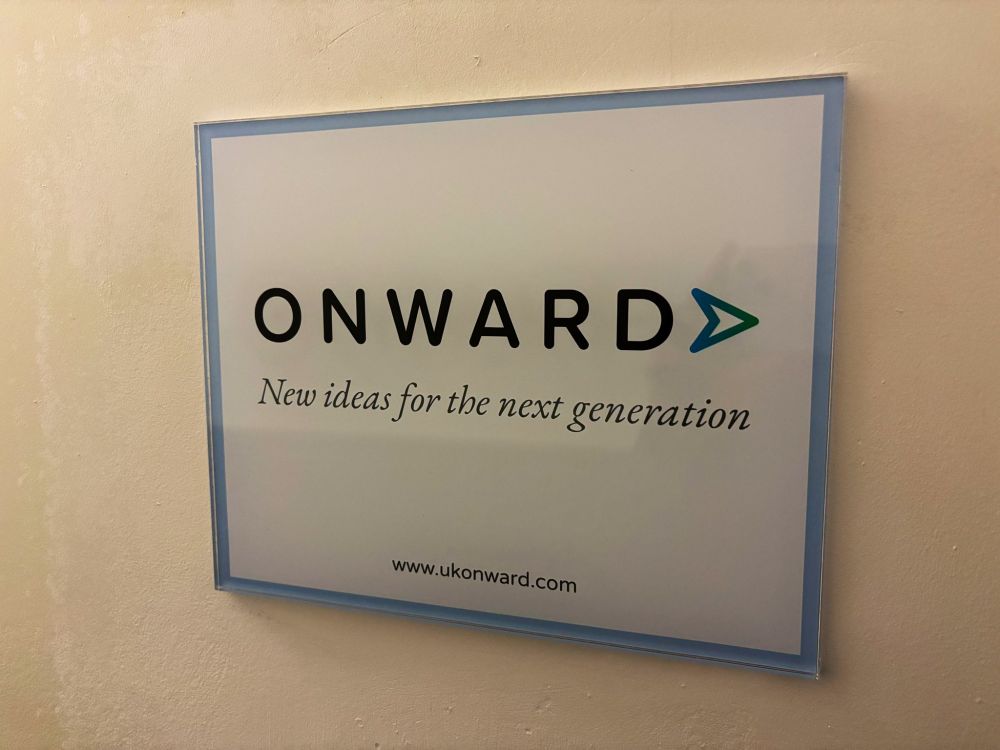 ONWARD
New ideas for the next generation
www.ukonward.com